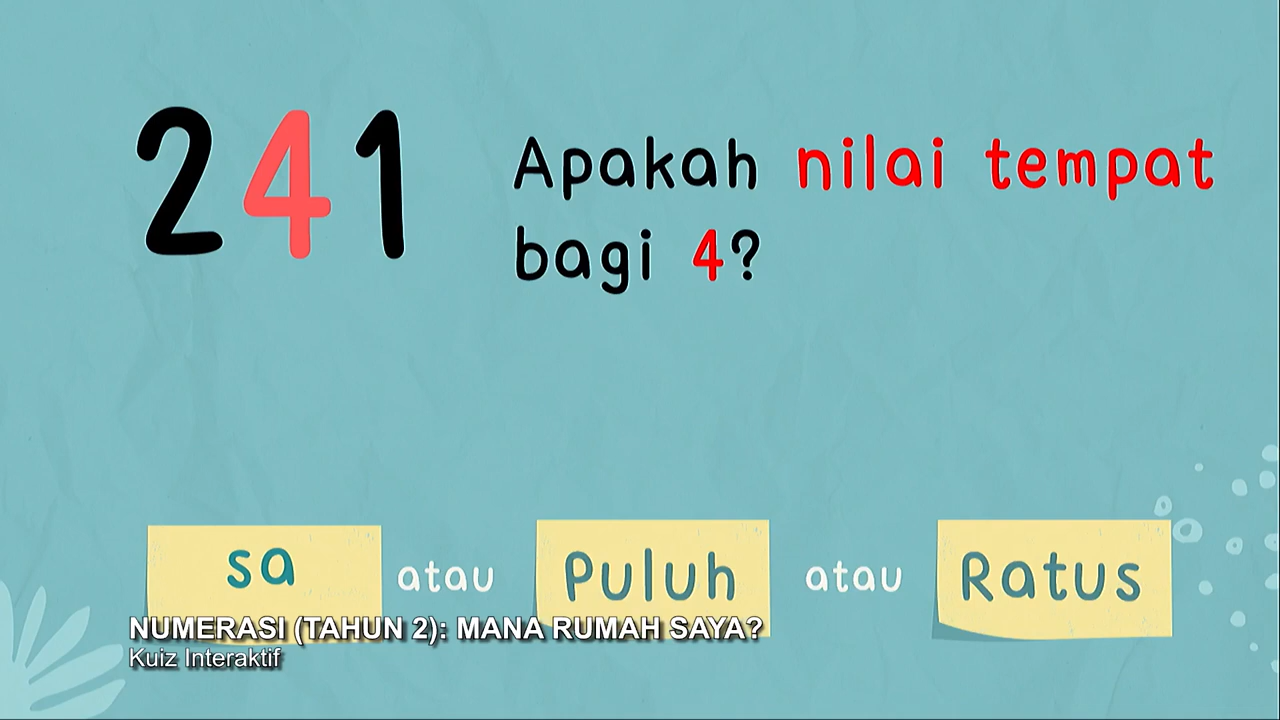 241
Apakah nilai tempat
bagi 4?
sa atau Puluh atau Ratus
NUMERASI (TAHUN 2): MANA RUMAH SAYA?
Kuiz Interaktif